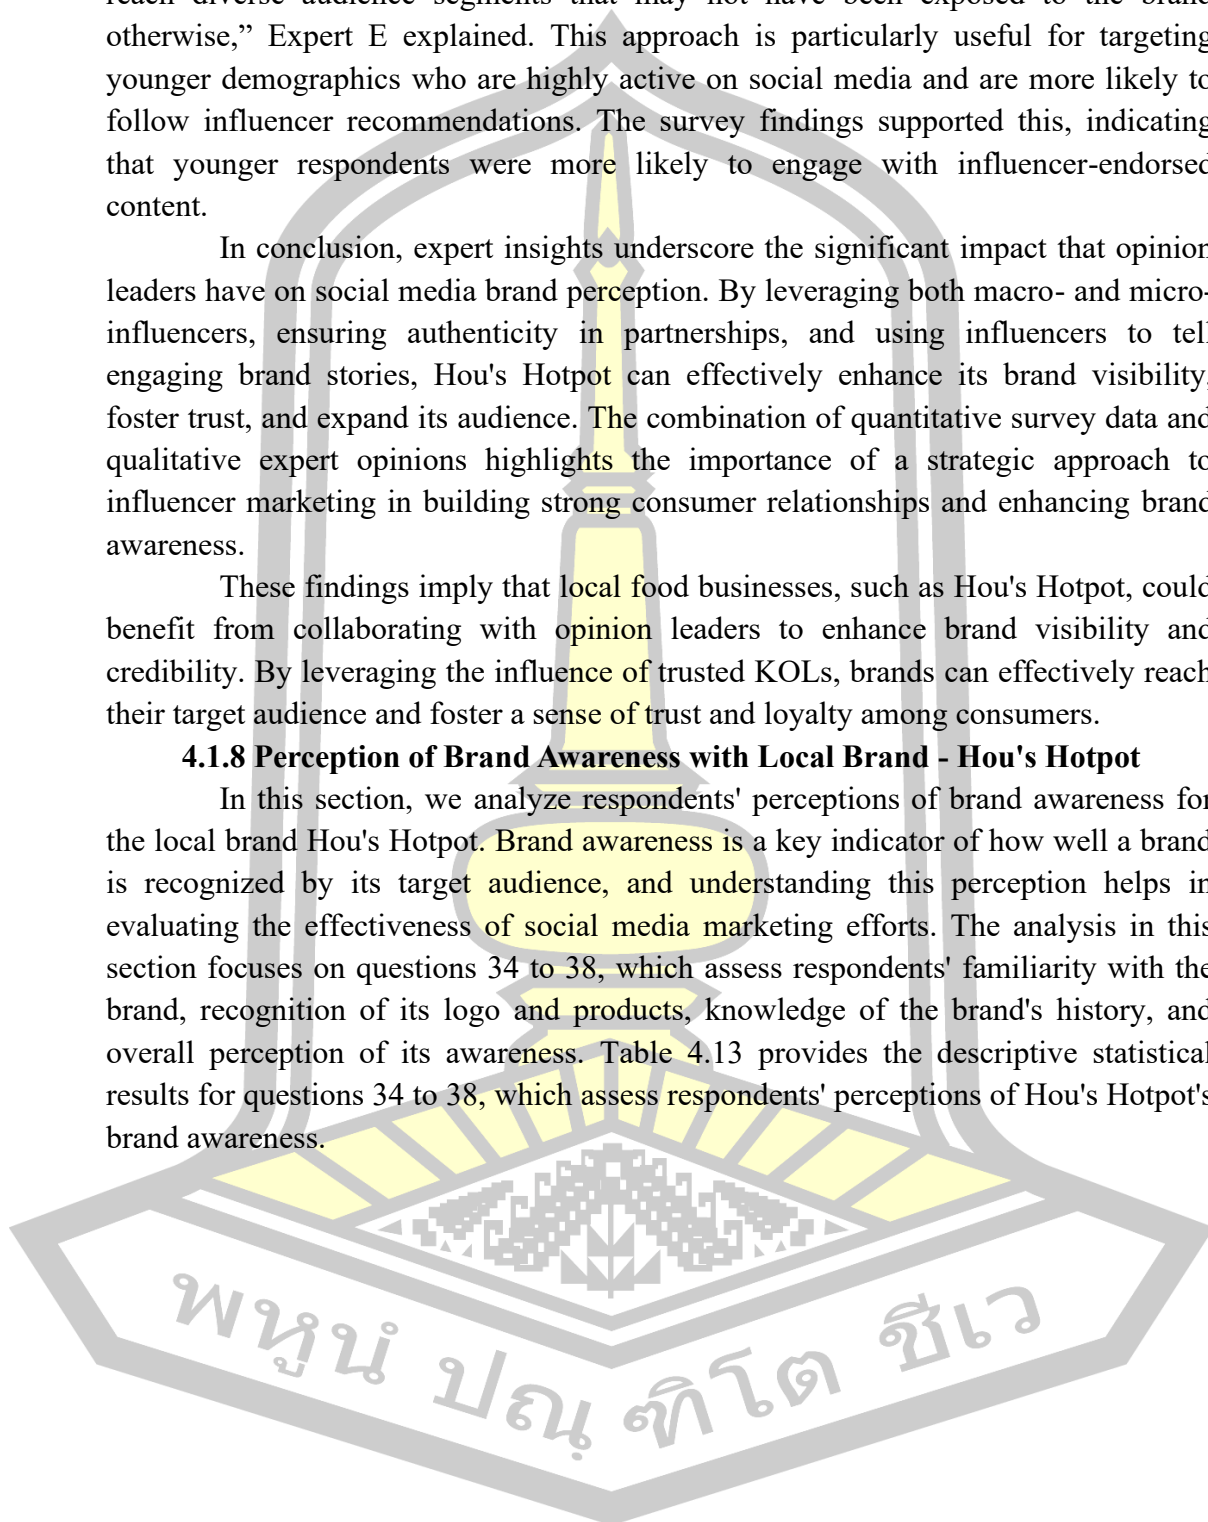 reach diverse audience segments that may not have been exposed to the brand
otherwise,” Expert E explained. This approach is particularly useful for targeting
younger demographics who are highly active on social media and are more likely to
follow influencer recommendations. The survey findings supported this, indicating
that younger respondents were more likely to engage with influencer-endorsed
content.
In conclusion, expert insights underscore the significant impact that opinion
leaders have on social media brand perception. By leveraging both macro- and micro-
influencers, ensuring authenticity in partnerships, and using influencers to tell
engaging brand stories, Hou's Hotpot can effectively enhance its brand visibility,
foster trust, and expand its audience. The combination of quantitative survey data and
qualitative expert opinions highlights the importance of a strategic approach to
influencer marketing in building strong consumer relationships and enhancing brand
awareness.
These findings imply that local food businesses, such as Hou's Hotpot, could
benefit from collaborating with opinion leaders to enhance brand visibility and
credibility. By leveraging the influence of trusted KOLs, brands can effectively reach
their target audience and foster a sense of trust and loyalty among consumers.
4.1.8 Perception of Brand Awareness with Local Brand - Hou's Hotpot
In this section, we analyze respondents' perceptions of brand awareness for
the local brand Hou's Hotpot. Brand awareness is a key indicator of how well a brand
is recognized by its target audience, and understanding this perception helps in
evaluating the effectiveness of social media marketing efforts. The analysis in this
section focuses on questions 34 to 38, which assess respondents' familiarity with the
brand, recognition of its logo and products, knowledge of the brand's history, and
overall perception of its awareness. Table 4.13 provides the descriptive statistical
results for questions 34 to 38, which assess respondents' perceptions of Hou's Hotpot's
brand awareness.
พหูนํ ปณฺฑิโต ชีเว